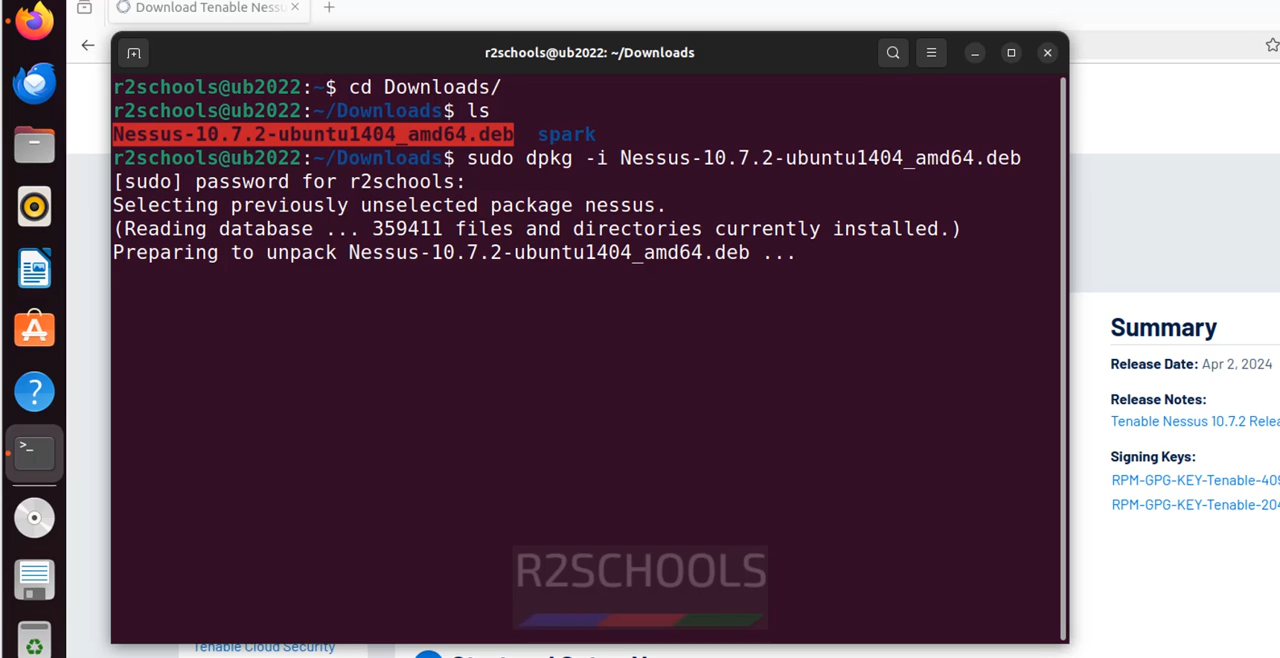 Download Tenable Nessu
r2schools@ub2022: ~/Downloads
r2schools@ub2022:~$ cd Downloads/
r2schools@ub2022:~/Downloads$ ls
Nessus-10.7.2-ubuntu1404_amd64.deb  spark
r2schools@ub2022:~/Downloads$ sudo dpkg -i Nessus-10.7.2-ubuntu1404_amd64.deb
[sudo] password for r2schools:
Selecting previously unselected package nessus.
(Reading database ... 359411 files and directories currently installed.)
Preparing to unpack Nessus-10.7.2-ubuntu1404_amd64.deb ...
Summary
Release Date: Apr 2, 2024
Release Notes:
Tenable Nessus 10.7.2 Relea
Signing Keys:
RPM-GPG-KEY-Tenable-409
RPM-GPG-KEY-Tenable-204
R2SCHOOLS
Tenable Cloud Security